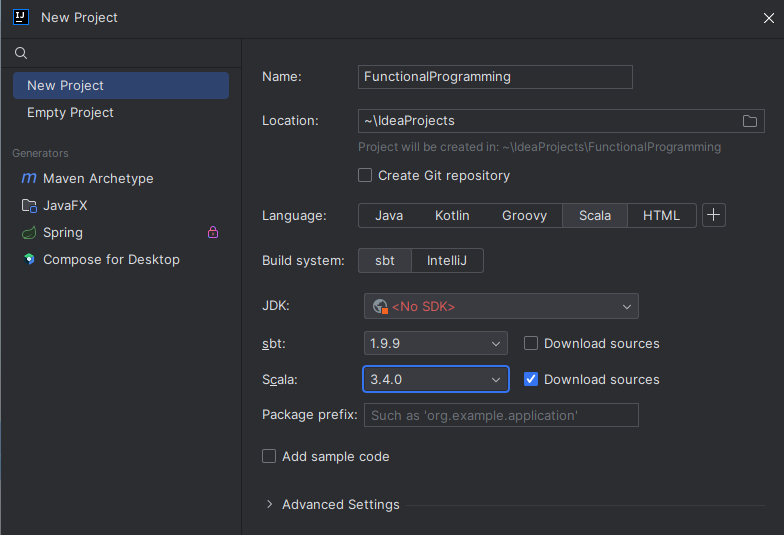 New Project
New Project
Empty Project
Generators
Maven Archetype
JavaFX
Spring
Compose for Desktop
Name: FunctionalProgramming
Location: ~\IdeaProjects
Project will be created in: ~\IdeaProjects\FunctionalProgramming
Create Git repository
Language: Java Kotlin Groovy Scala HTML
Build system: sbt IntelliJ
JDK: <No SDK>
sbt: 1.9.9 Download sources
Scala: 3.4.0 Download sources
Package prefix: Such as 'org.example.application'
Add sample code
Advanced Settings